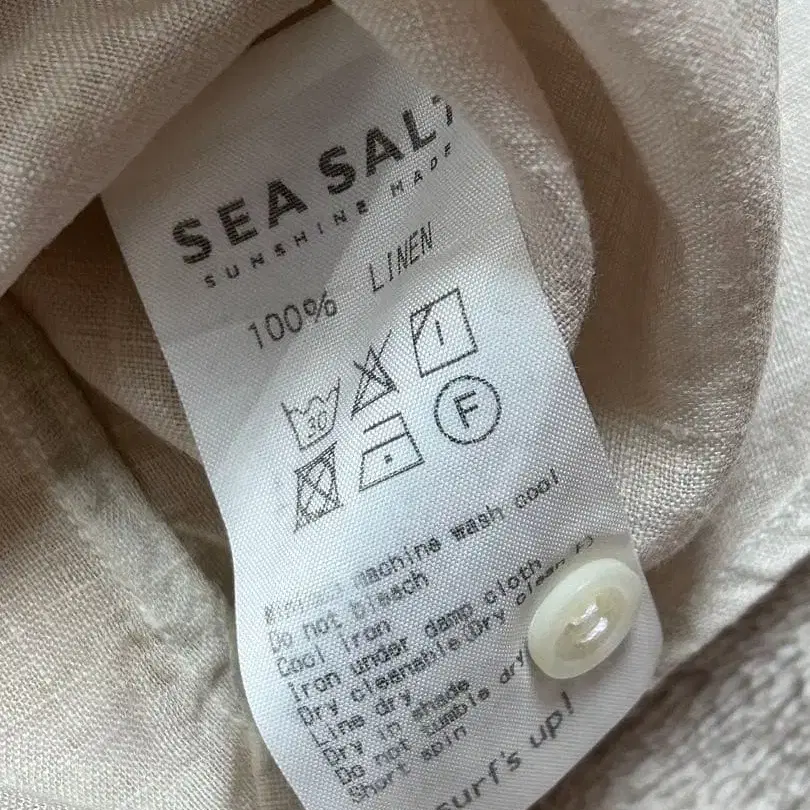 SEA SALT
SUNSHINE MADE
100% LINEN
30
F
machine wash cool
Do not bleach
Cool Iron
Iron under damp cloth
Dry cleanable Dry clean
Line dry
Dry in shade
Do not tumble dry
Short spin
surf's up!